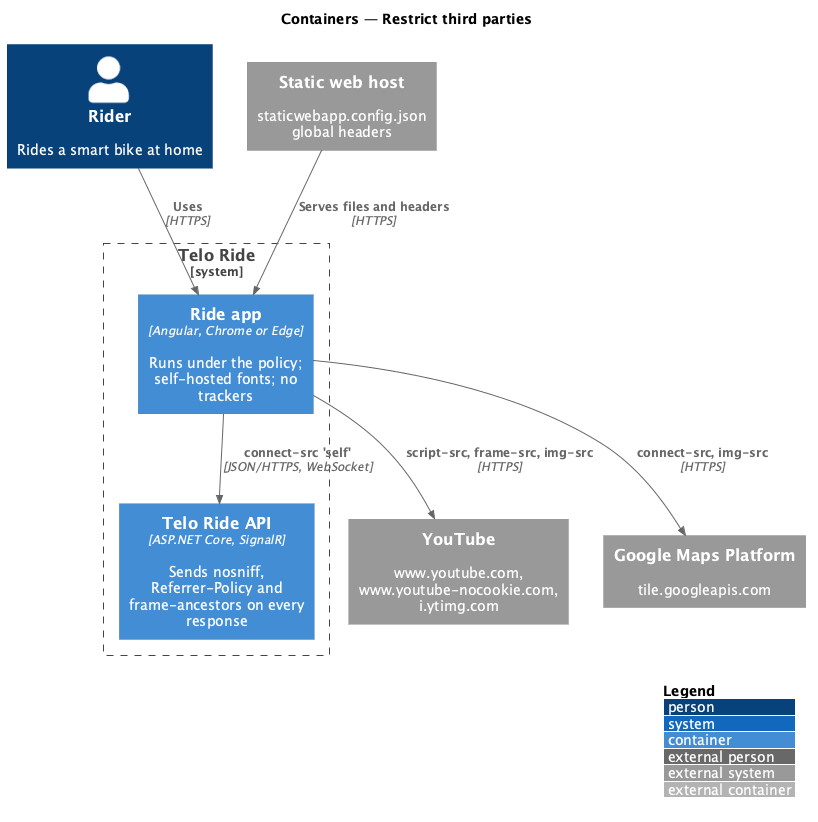 Containers — Restrict third parties
Rider
Rides a smart bike at home
Static web host
staticwebapp.config.json
global headers
Uses
[HTTPS]
Serves files and headers
[HTTPS]
Telo Ride
[system]
Ride app
[Angular, Chrome or Edge]
Runs under the policy;
self-hosted fonts; no
trackers
connect-src 'self'
[JSON/HTTPS, WebSocket]
script-src, frame-src, img-src
[HTTPS]
connect-src, img-src
[HTTPS]
Telo Ride API
[ASP.NET Core, SignalR]
Sends nosniff,
Referrer-Policy and
frame-ancestors on every
response
YouTube
www.youtube.com,
www.youtube-nocookie.com,
i.ytimg.com
Google Maps Platform
tile.googleapis.com
Legend
person
system
container
external person
external system
external container